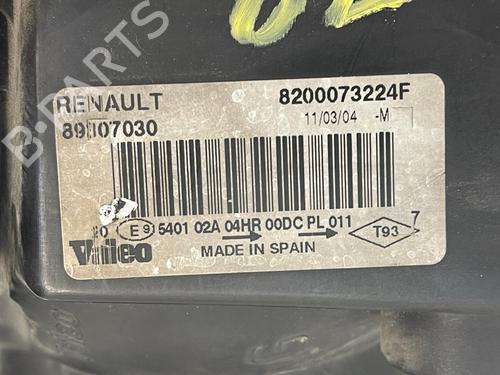 RENAULT 8200073224F
89007030 11/03/04 -M
E9 5401 02A 04HR 00DC PL 011 T93 7
Valeo MADE IN SPAIN
B-PARTS